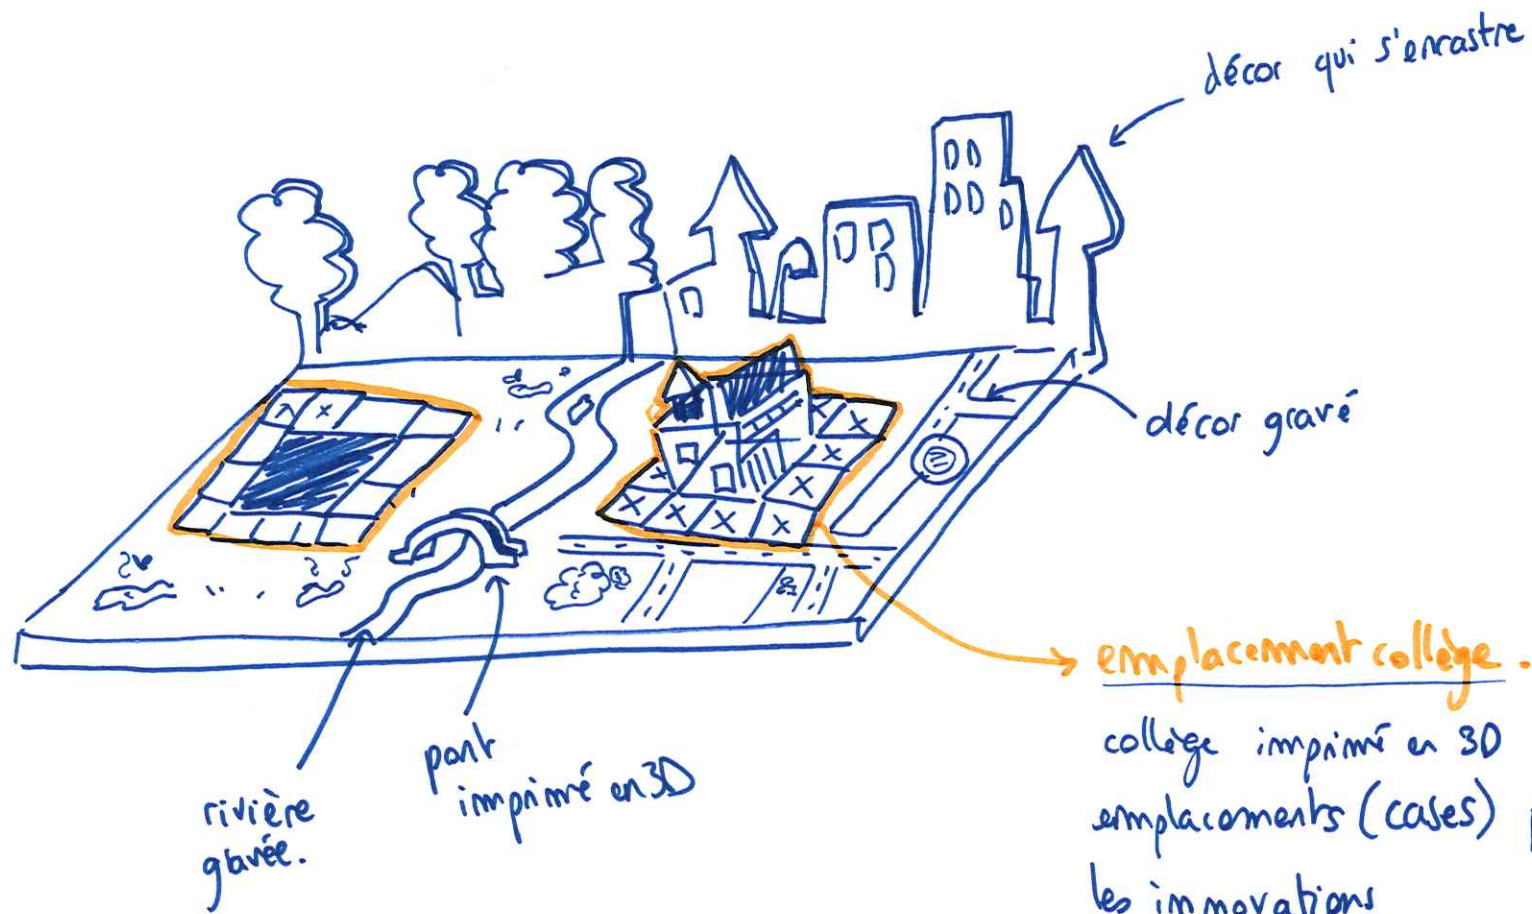 décor qui s'enrastre
décor gravé
emplacement collège.
collège imprimé en 3D
emplacements (cases)
les innovations
pont
imprimé en 3D
rivière
gravée.